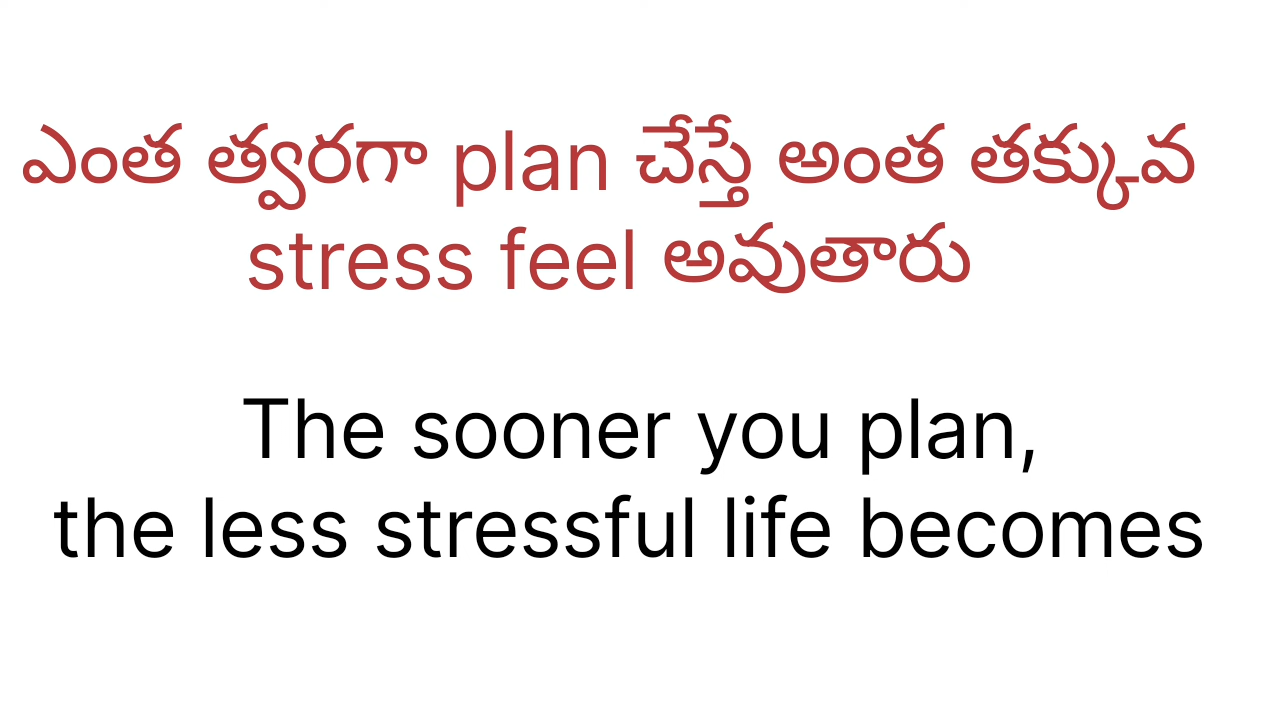 ఎంత త్వరగా plan చేస్తే అంత తక్కువ
stress feel అవుతారు
The sooner you plan,
the less stressful life becomes